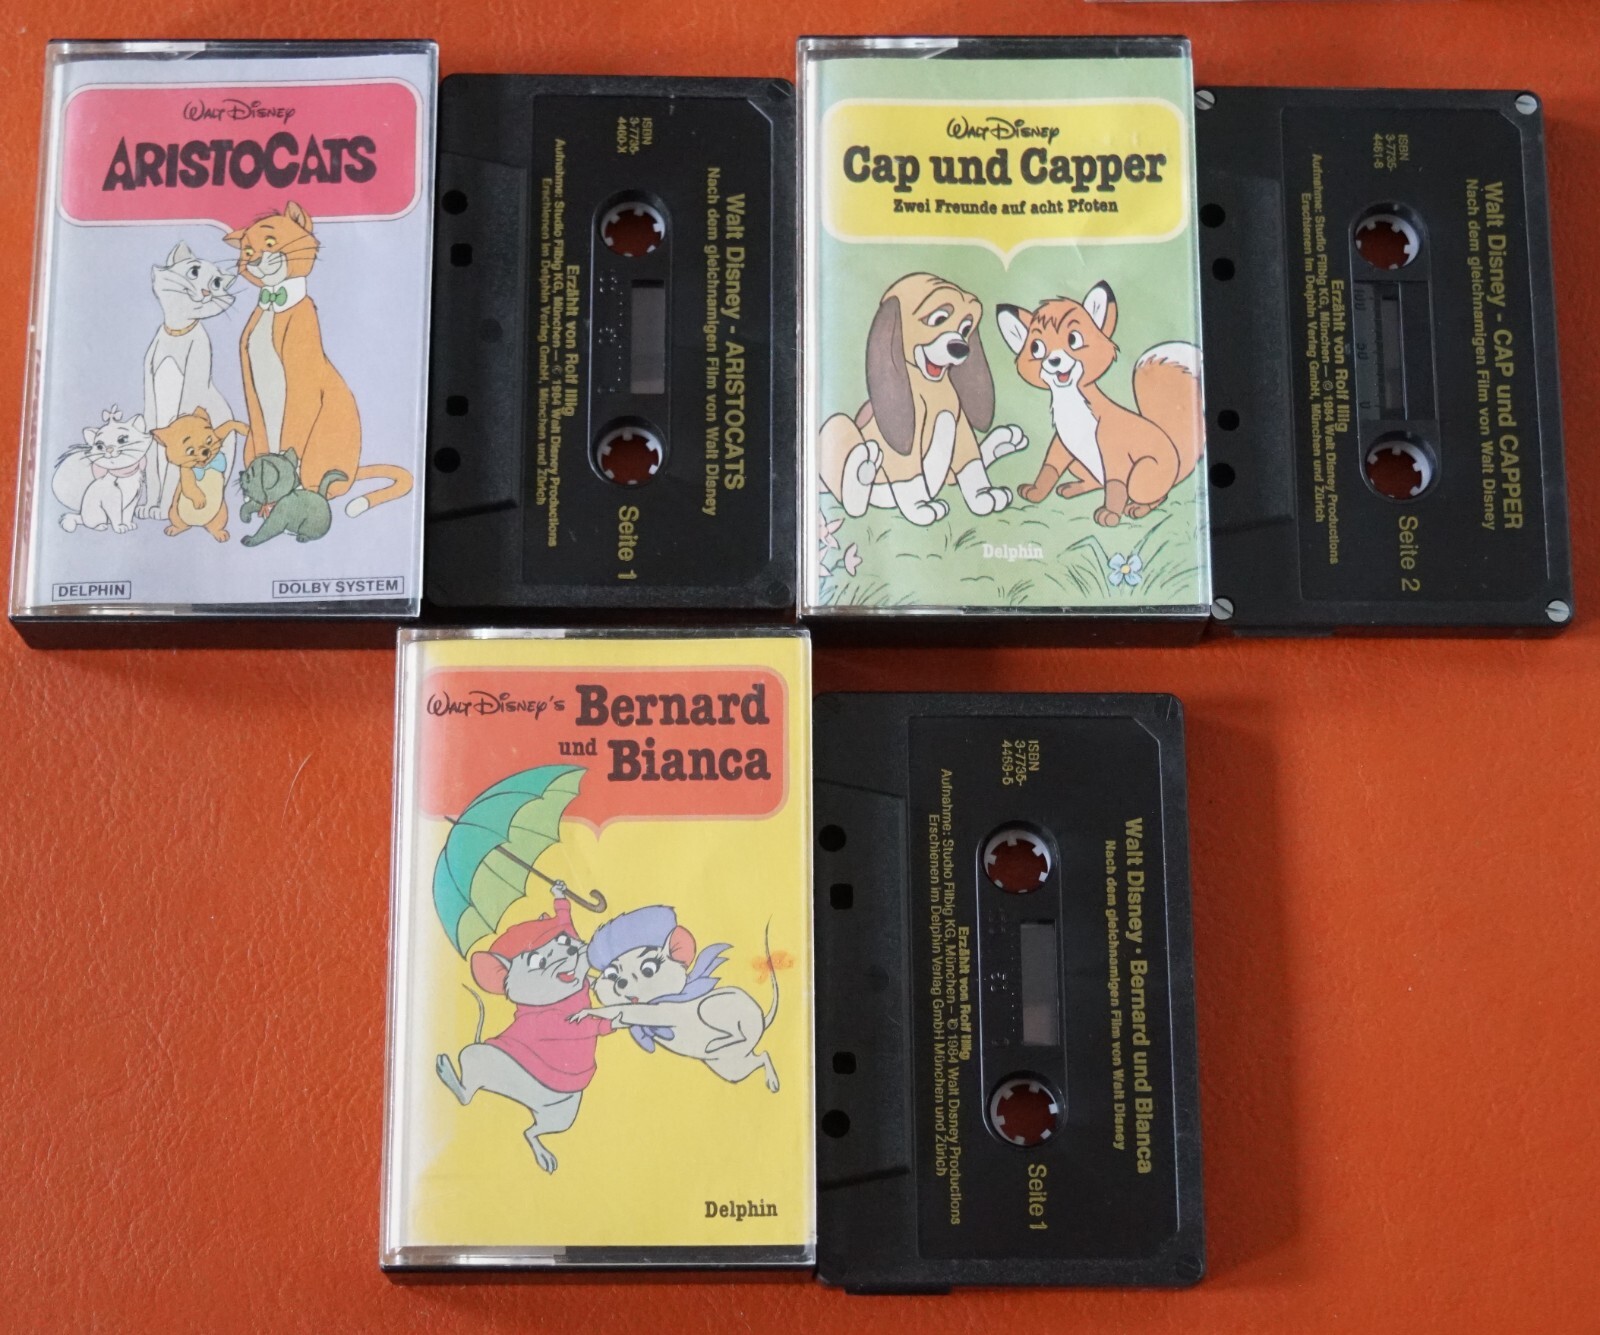 Walt Disney
ARISTOCATS
DELPHIN
DOLBY SYSTEM
ISBN
3-7735-
4460-X
Walt Disney - ARISTOCATS
Nach dem gleichnamigen Film von Walt Disney
Erzählt von Rolf Illig
Aufnahme: Studio Filbig KG, München — © 1984 Walt Disney Productions
Erschienen im Delphin Verlag GmbH, München und Zürich
Seite 1
Walt Disney
Cap und Capper
Zwei Freunde auf acht Pfoten
Delphin
ISBN
3-7735-
4461-8
Walt Disney - CAP und CAPPER
Nach dem gleichnamigen Film von Walt Disney
Erzählt von Rolf Illig
Aufnahme: Studio Filbig KG, München — © 1984 Walt Disney Productions
Erschienen im Delphin Verlag GmbH, München und Zürich
Seite 2
Walt Disney's Bernard
und Bianca
Delphin
ISBN
3-7735-
4463-5
Walt Disney · Bernard und Bianca
Nach dem gleichnamigen Film von Walt Disney
Erzählt von Rolf Illig
Aufnahme: Studio Filbig KG, München — © 1984 Walt Disney Productions
Erschienen im Delphin Verlag GmbH München und Zürich
Seite 1